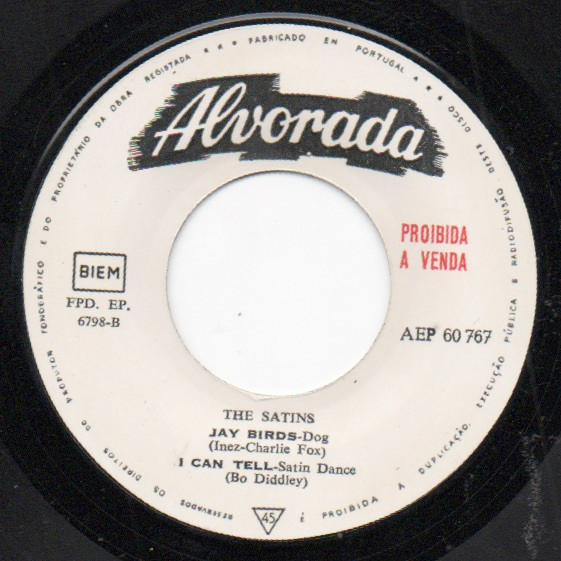 RESERVADOS OS DIREITOS DO PRODUTOR FONOGRÁFICO E DO PROPRIETÁRIO DA OBRA REGISTADA ★ ★ FABRICADO EM PORTUGAL ★ ★ É PROIBIDA A DUPLICAÇÃO, EXECUÇÃO PÚBLICA E RADIODIFUSÃO DESTE DISCO
Alvorada
PROIBIDA
A VENDA
BIEM
FPD. EP.
6798-B
AEP 60 767
THE SATINS
JAY BIRDS-Dog
(Inez-Charlie Fox)
I CAN TELL-Satin Dance
(Bo Diddley)
45